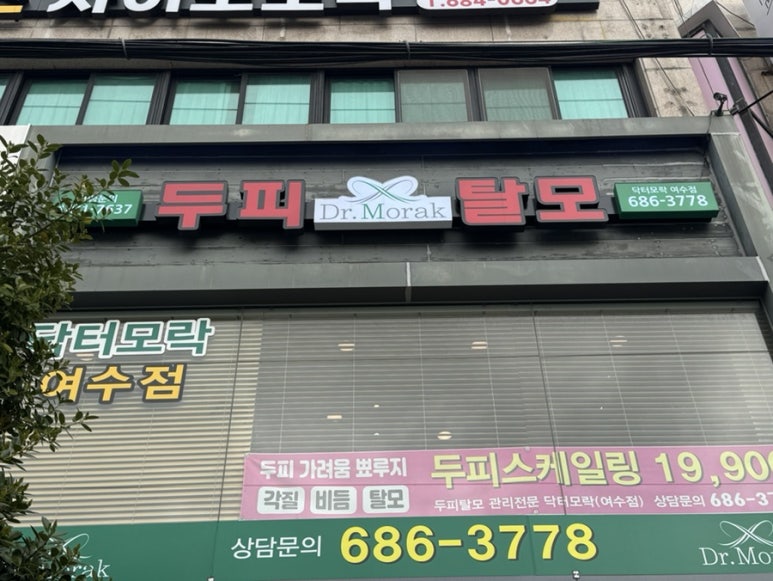 두피 Dr. Morak 탈모
7637
닥터모락 여수점
686-3778
닥터모락
여수점
두피 가려움 뾰루지
각질 비듬 탈모
두피스케일링 19,900
두피탈모 관리전문 닥터모락(여수점) 상담문의 686-37
상담문의 686-3778
Dr. Mo